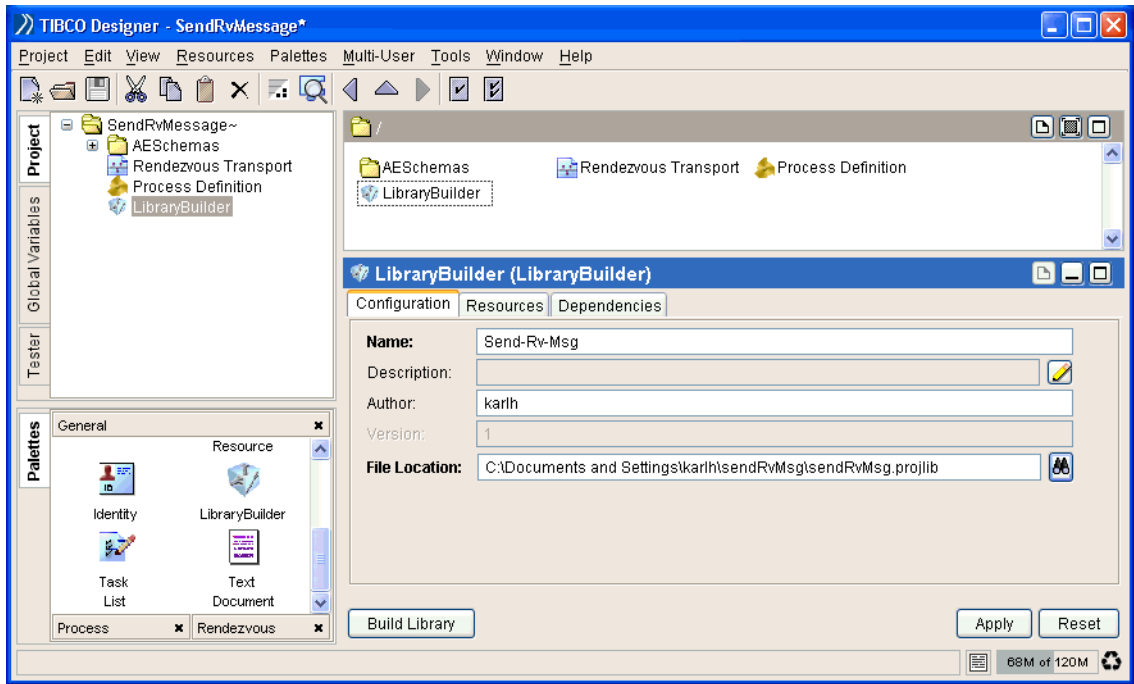 TIBCO Designer - SendRvMessage*
Project Edit View Resources Palettes Multi-User Tools Window Help
Project
Global Variables
Tester
SendRvMessage~
AESchemas
Rendezvous Transport
Process Definition
LibraryBuilder
/
AESchemas Rendezvous Transport Process Definition
LibraryBuilder
LibraryBuilder (LibraryBuilder)
Configuration Resources Dependencies
Name: Send-Rv-Msg
Description:
Author: karlh
Version: 1
File Location: C:\Documents and Settings\karlh\sendRvMsg\sendRvMsg.projlib
Palettes
General
Resource
ID
Identity LibraryBuilder
Task Text
List Document
Process Rendezvous
Build Library Apply Reset
68M of 120M